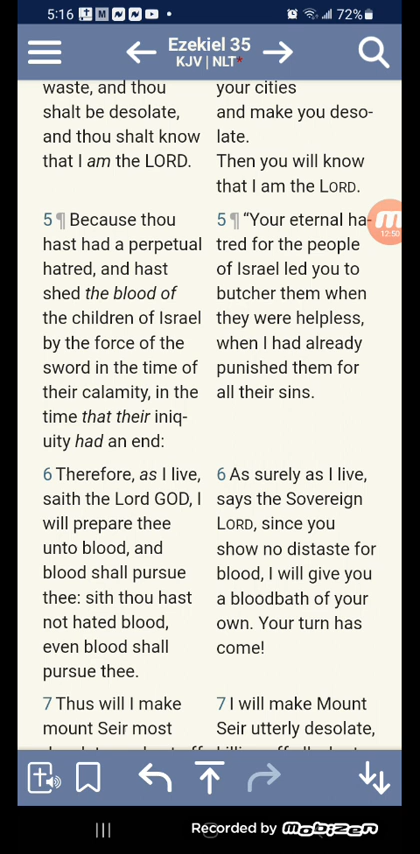 5:16 M N N 72%
Ezekiel 35
KJV | NLT*
waste, and thou
shalt be desolate,
and thou shalt know
that I am the LORD.
5 ¶ Because thou
hast had a perpetual
hatred, and hast
shed the blood of
the children of Israel
by the force of the
sword in the time of
their calamity, in the
time that their iniq-
uity had an end:
6 Therefore, as I live,
saith the Lord GOD, I
will prepare thee
unto blood, and
blood shall pursue
thee: sith thou hast
not hated blood,
even blood shall
pursue thee.
7 Thus will I make
mount Seir most
your cities
and make you deso-
late.
Then you will know
that I am the LORD.
5 ¶ “Your eternal ha-
tred for the people
of Israel led you to
butcher them when
they were helpless,
when I had already
punished them for
all their sins.
6 As surely as I live,
says the Sovereign
LORD, since you
show no distaste for
blood, I will give you
a bloodbath of your
own. Your turn has
come!
7 I will make Mount
Seir utterly desolate,
m
12:50
Recorded by Mobizen